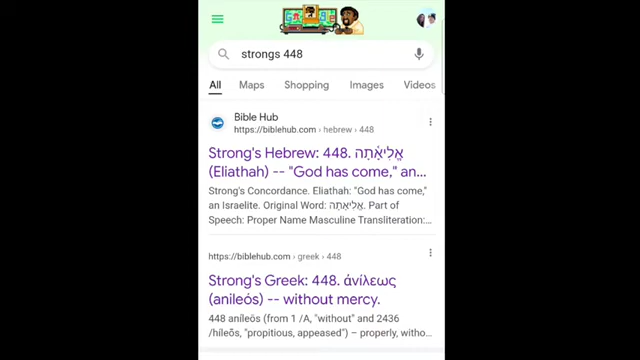 Google
strongs 448
All Maps Shopping Images Videos
Bible Hub
https://biblehub.com › hebrew › 448
Strong's Hebrew: 448. אֱלִיאָ֫תָה
(Eliathah) -- "God has come," an…
Strong's Concordance. Eliathah: "God has come,"
an Israelite. Original Word: אֱלִיאָתָה. Part of
Speech: Proper Name Masculine Transliteration:…
https://biblehub.com › greek › 448
Strong's Greek: 448. ἀνίλεως
(anileós) -- without mercy.
448 aníleōs (from 1 /A, "without" and 2436
/híleōs, "propitious, appeased") – properly, witho…